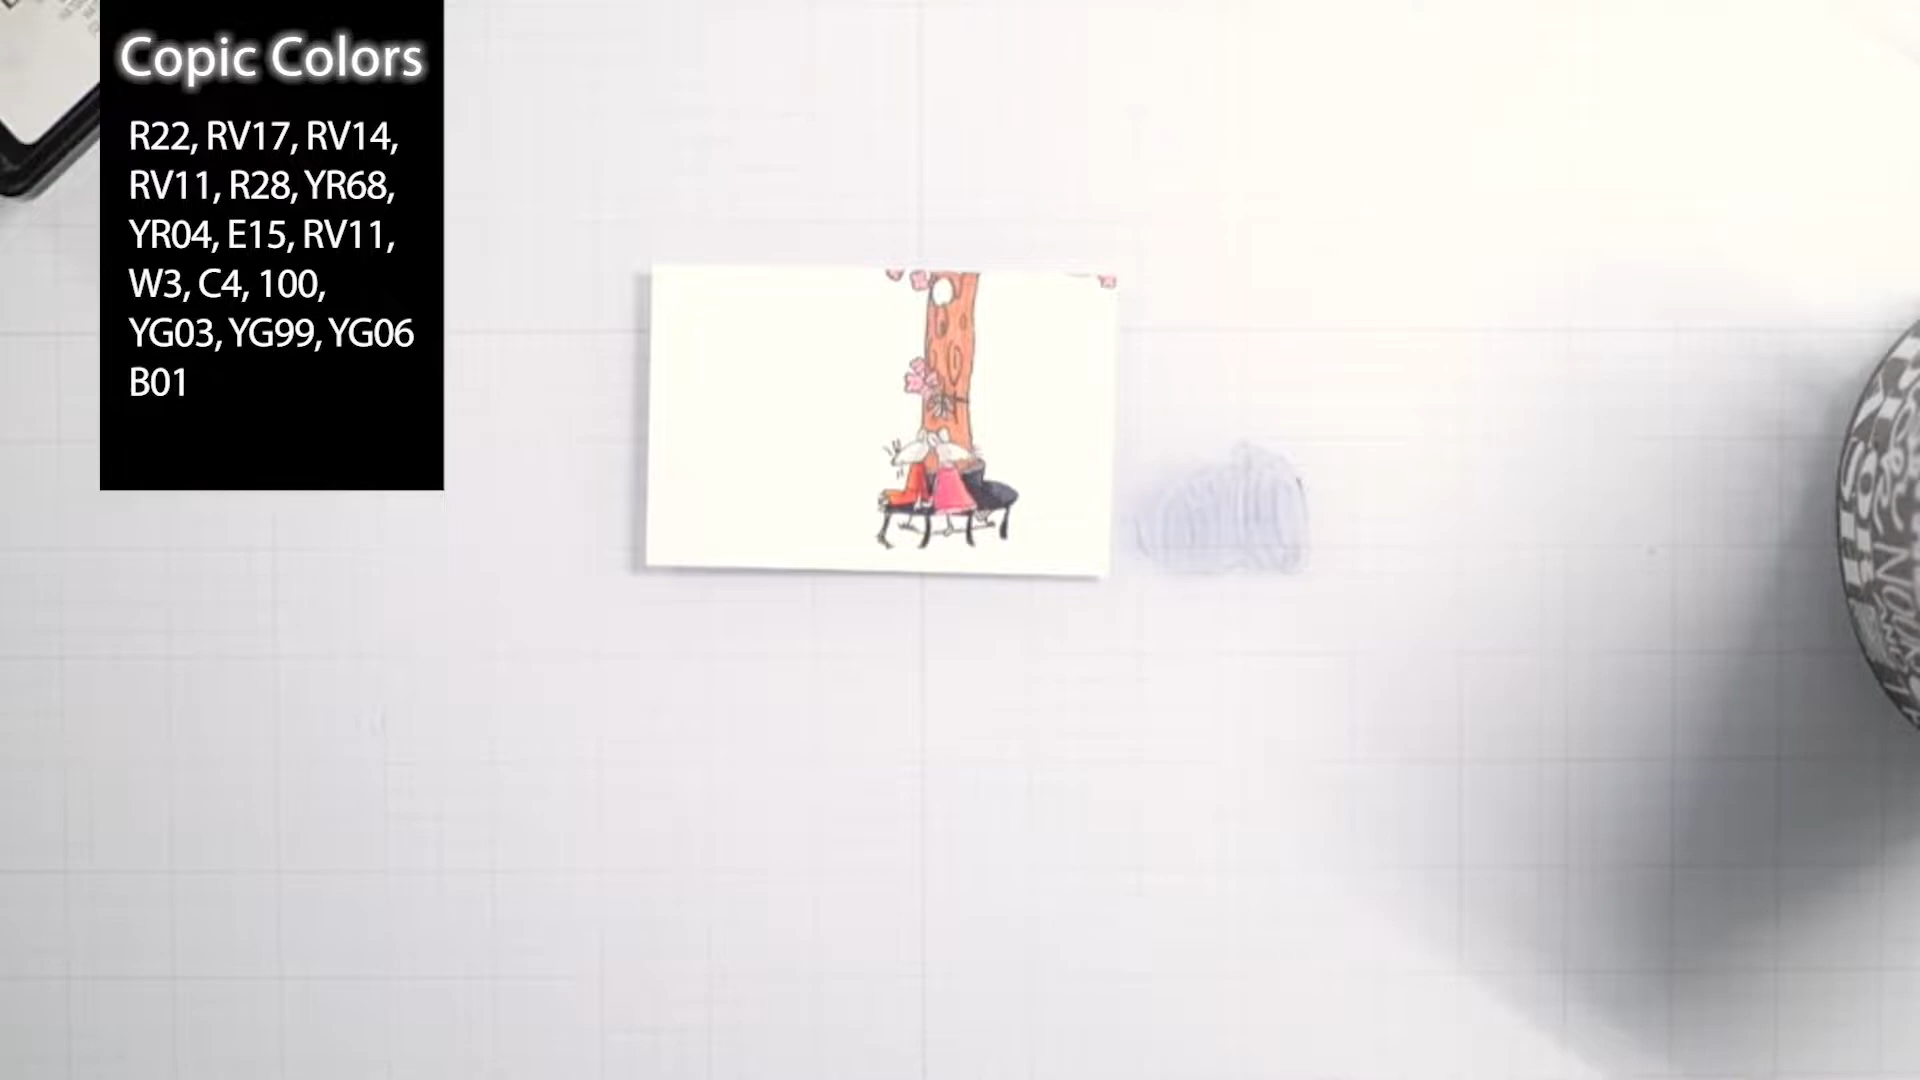 Copic Colors
R22, RV17, RV14,
RV11, R28, YR68,
YR04, E15, RV11,
W3, C4, 100,
YG03, YG99, YG06
B01